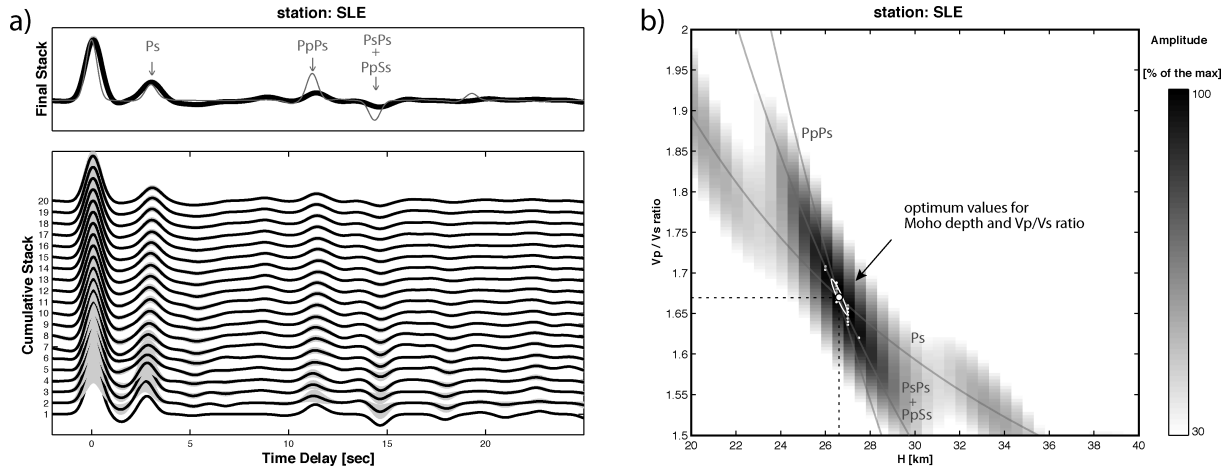 a)
station: SLE
Final Stack
Ps
PpPs
PsPs
+
PpSs
Cumulative Stack
20
19
18
17
16
15
14
13
12
11
10
9
8
7
6
5
4
3
2
1
0
5
10
15
20
Time Delay [sec]
b)
station: SLE
Vp / Vs ratio
2
1.95
1.9
1.85
1.8
1.75
1.7
1.65
1.6
1.55
1.5
PpPs
optimum values for
Moho depth and Vp/Vs ratio
Ps
PsPs
+
PpSs
20
22
24
26
28
30
32
34
36
38
40
H [km]
Amplitude
[% of the max]
100
30